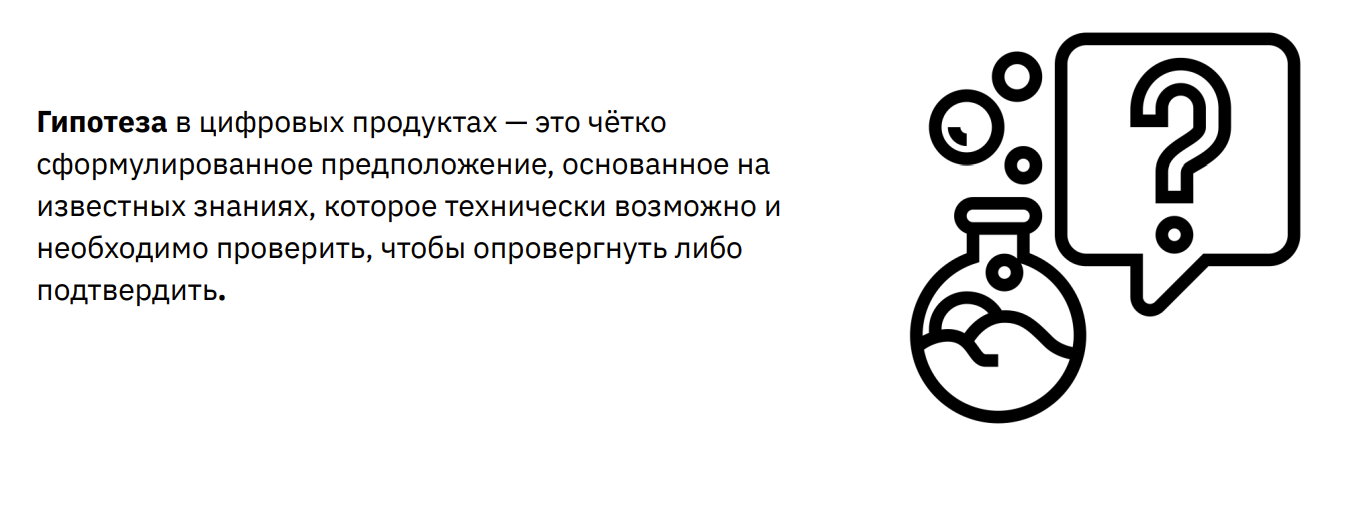 Гипотеза в цифровых продуктах — это чётко
сформулированное предположение, основанное на
известных знаниях, которое технически возможно и
необходимо проверить, чтобы опровергнуть либо
подтвердить.
?